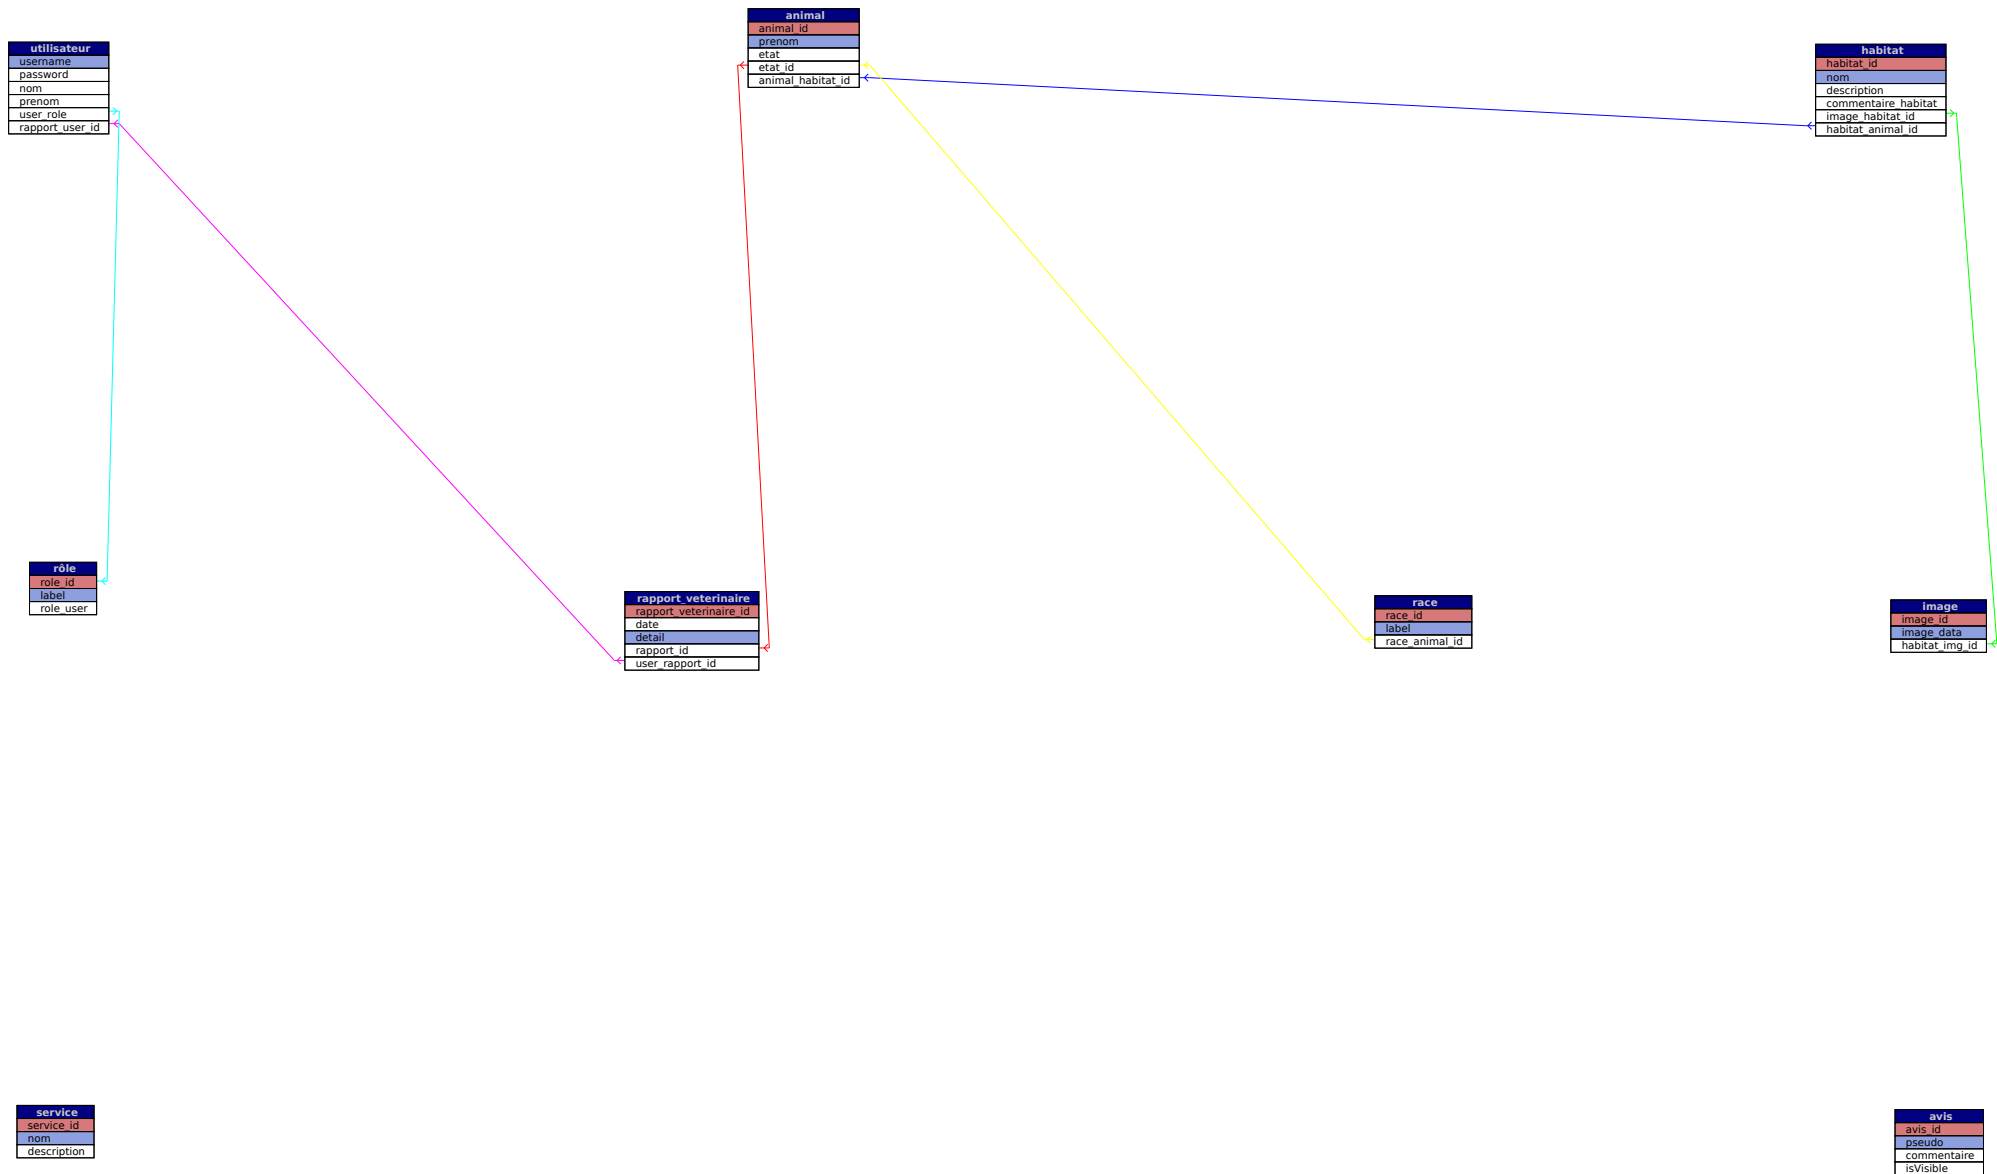 utilisateur
username
password
nom
prenom
user_role
rapport_user_id
animal
animal_id
prenom
etat
etat_id
animal_habitat_id
habitat
habitat_id
nom
description
commentaire_habitat
image_habitat_id
habitat_animal_id
rôle
role_id
label
role_user
rapport_veterinaire
rapport_veterinaire_id
date
detail
rapport_id
user_rapport_id
race
race_id
label
race_animal_id
image
image_id
image_data
habitat_img_id
service
service_id
nom
description
avis
avis_id
pseudo
commentaire
isVisible